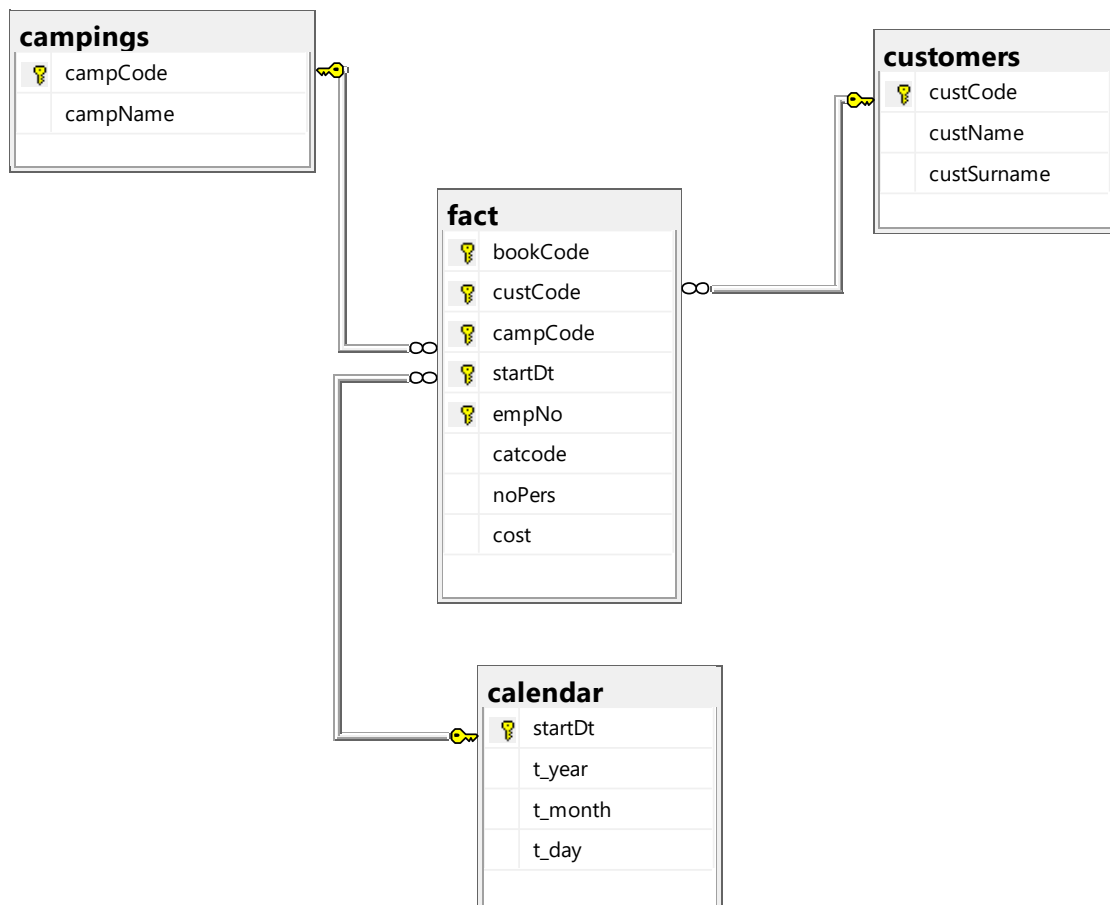 campings
campCode
campName
customers
custCode
custName
custSurname
fact
bookCode
custCode
campCode
startDt
empNo
catcode
noPers
cost
calendar
startDt
t_year
t_month
t_day